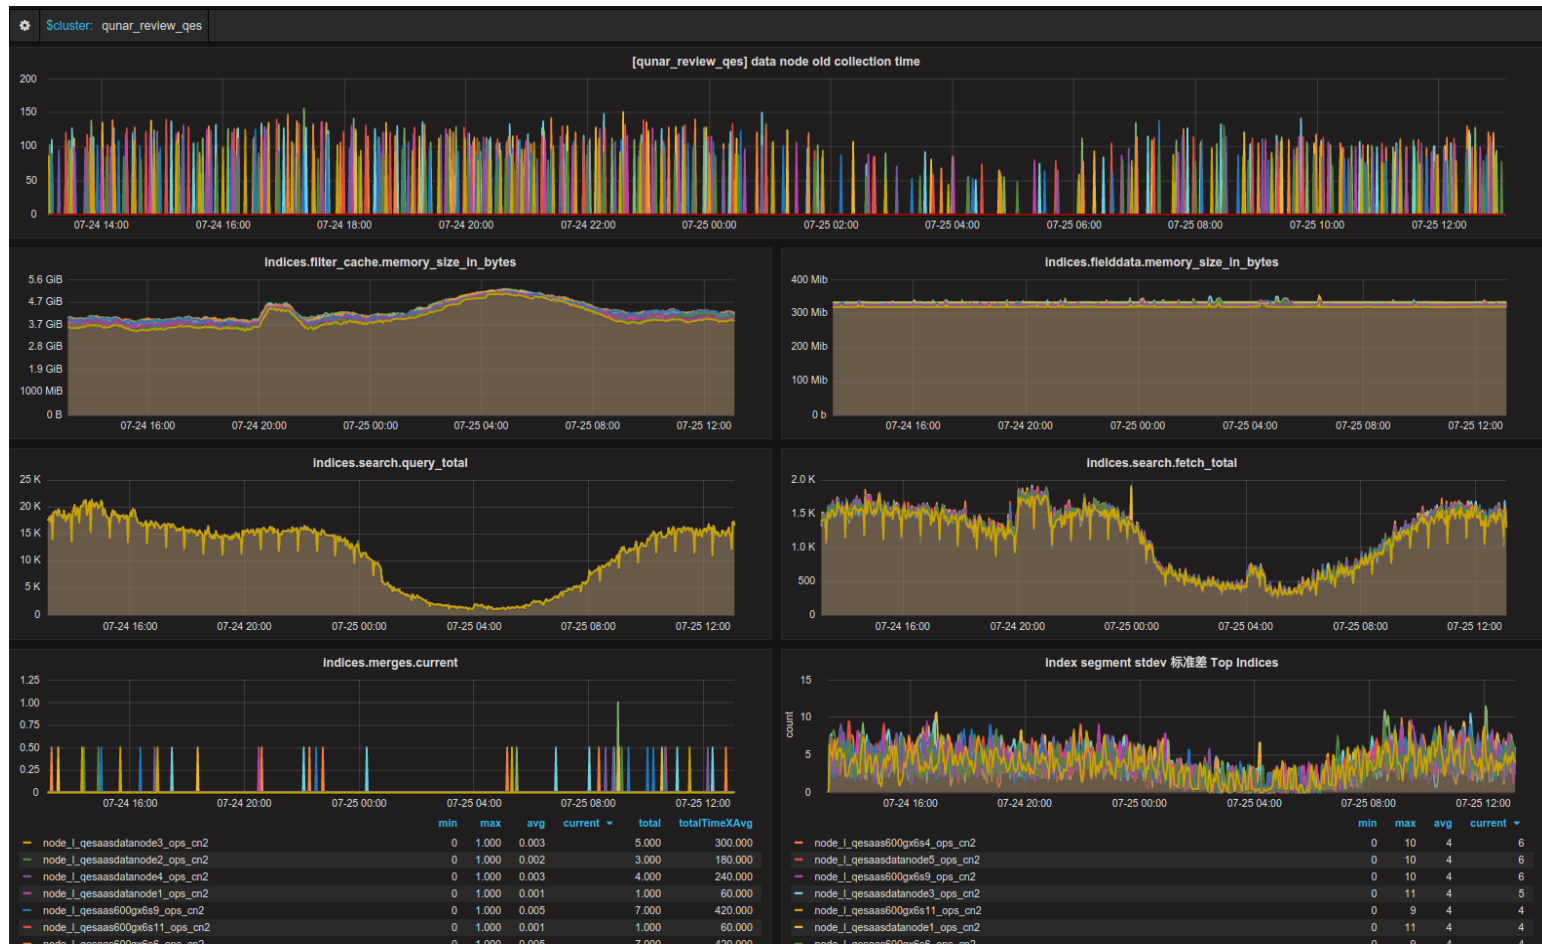 $cluster: qunar_review_qes
[qunar_review_qes] data node old collection time
200
150
100
50
0
07-24 14:00 07-24 16:00 07-24 18:00 07-24 20:00 07-24 22:00 07-25 00:00 07-25 02:00 07-25 04:00 07-25 06:00 07-25 08:00 07-25 10:00 07-25 12:00
indices.filter_cache.memory_size_in_bytes
5.6 GiB
4.7 GiB
3.7 GiB
2.8 GiB
1.9 GiB
1000 MiB
0 B
07-24 16:00 07-24 20:00 07-25 00:00 07-25 04:00 07-25 08:00 07-25 12:00
indices.fielddata.memory_size_in_bytes
400 Mib
300 Mib
200 Mib
100 Mib
0 b
07-24 16:00 07-24 20:00 07-25 00:00 07-25 04:00 07-25 08:00 07-25 12:00
indices.search.query_total
25 K
20 K
15 K
10 K
5 K
0
07-24 16:00 07-24 20:00 07-25 00:00 07-25 04:00 07-25 08:00 07-25 12:00
indices.search.fetch_total
2.0 K
1.5 K
1.0 K
500
0
07-24 16:00 07-24 20:00 07-25 00:00 07-25 04:00 07-25 08:00 07-25 12:00
indices.merges.current
1.25
1.00
0.75
0.50
0.25
0
07-24 16:00 07-24 20:00 07-25 00:00 07-25 04:00 07-25 08:00 07-25 12:00
min max avg current total totalTimeXAvg
node_l_qesaasdatanode3_ops_cn2 0 1.000 0.003 5.000 300.000
node_l_qesaasdatanode2_ops_cn2 0 1.000 0.002 3.000 180.000
node_l_qesaasdatanode4_ops_cn2 0 1.000 0.003 4.000 240.000
node_l_qesaasdatanode1_ops_cn2 0 1.000 0.001 1.000 60.000
node_l_qesaas600gx6s9_ops_cn2 0 1.000 0.005 7.000 420.000
node_l_qesaas600gx6s11_ops_cn2 0 1.000 0.001 1.000 60.000
node_l_qesaas600gx6s6_ops_cn2 0 1.000 0.005 7.000 420.000
index segment stdev 标准差 Top Indices
15
10
5
0
count
07-24 16:00 07-24 20:00 07-25 00:00 07-25 04:00 07-25 08:00 07-25 12:00
min max avg current
node_l_qesaas600gx6s4_ops_cn2 0 10 4 6
node_l_qesaasdatanode5_ops_cn2 0 10 4 6
node_l_qesaas600gx6s9_ops_cn2 0 10 4 6
node_l_qesaasdatanode3_ops_cn2 0 11 4 5
node_l_qesaas600gx6s11_ops_cn2 0 9 4 4
node_l_qesaasdatanode1_ops_cn2 0 11 4 4
node_l_qesaas600gx6s6_ops_cn2 0 9 4 4